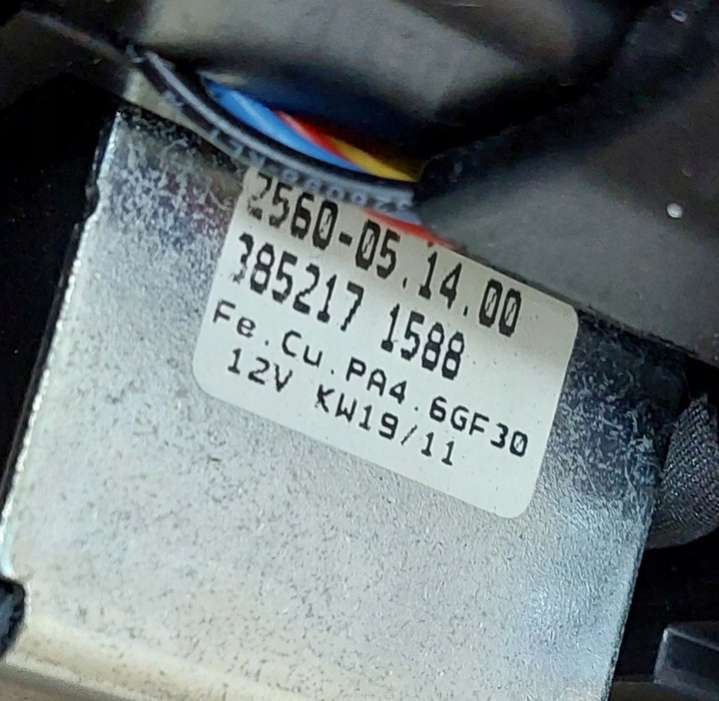 2560-05.14.00
385217 1588
Fe.Cu.PA4.6GF30
12V KW19/11